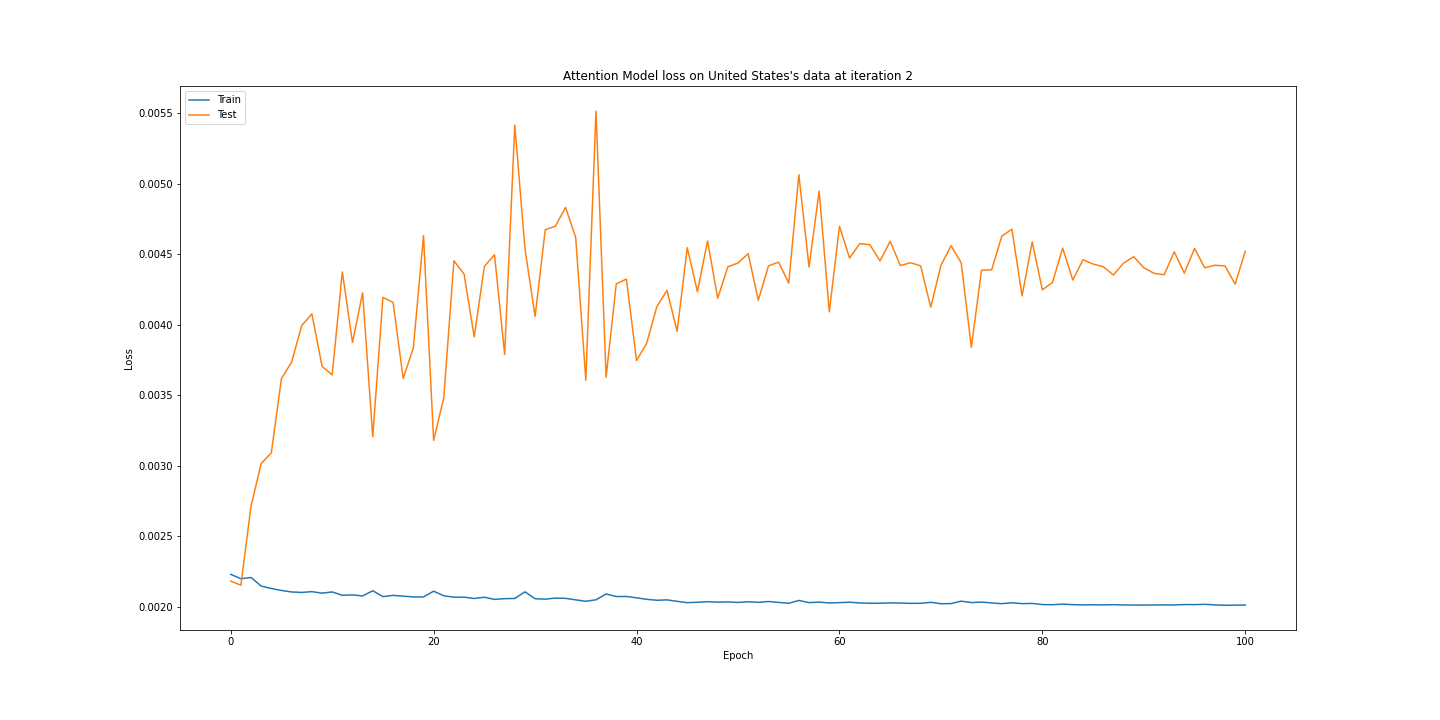 Attention Model loss on United States's data at iteration 2
Train
Test
0.0055
0.0050
0.0045
0.0040
0.0035
0.0030
0.0025
0.0020
Loss
0 20 40 60 80 100
Epoch